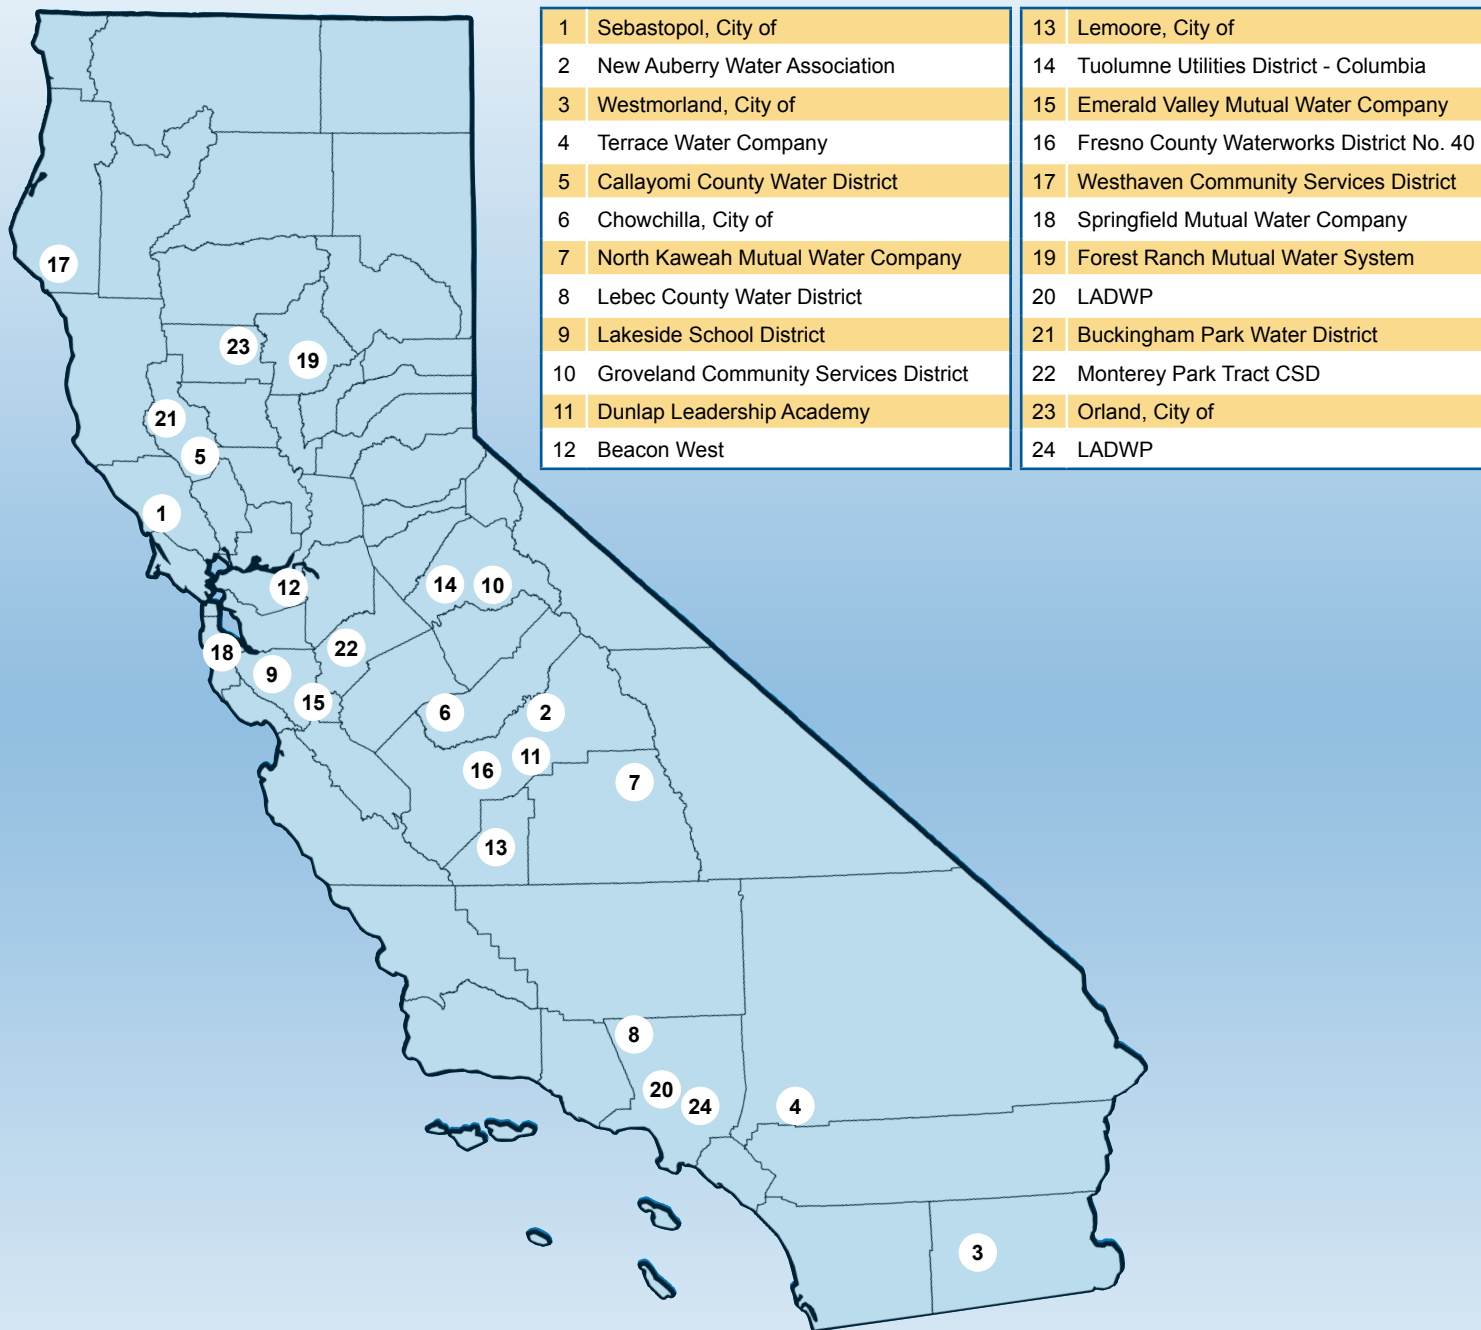 1 Sebastopol, City of
2 New Auberry Water Association
3 Westmorland, City of
4 Terrace Water Company
5 Callayomi County Water District
6 Chowchilla, City of
7 North Kaweah Mutual Water Company
8 Lebec County Water District
9 Lakeside School District
10 Groveland Community Services District
11 Dunlap Leadership Academy
12 Beacon West
13 Lemoore, City of
14 Tuolumne Utilities District - Columbia
15 Emerald Valley Mutual Water Company
16 Fresno County Waterworks District No. 40
17 Westhaven Community Services District
18 Springfield Mutual Water Company
19 Forest Ranch Mutual Water System
20 LADWP
21 Buckingham Park Water District
22 Monterey Park Tract CSD
23 Orland, City of
24 LADWP
17
23
19
21
5
1
12
14
10
22
18
9
15
6
2
11
16
7
13
8
20
24
4
3